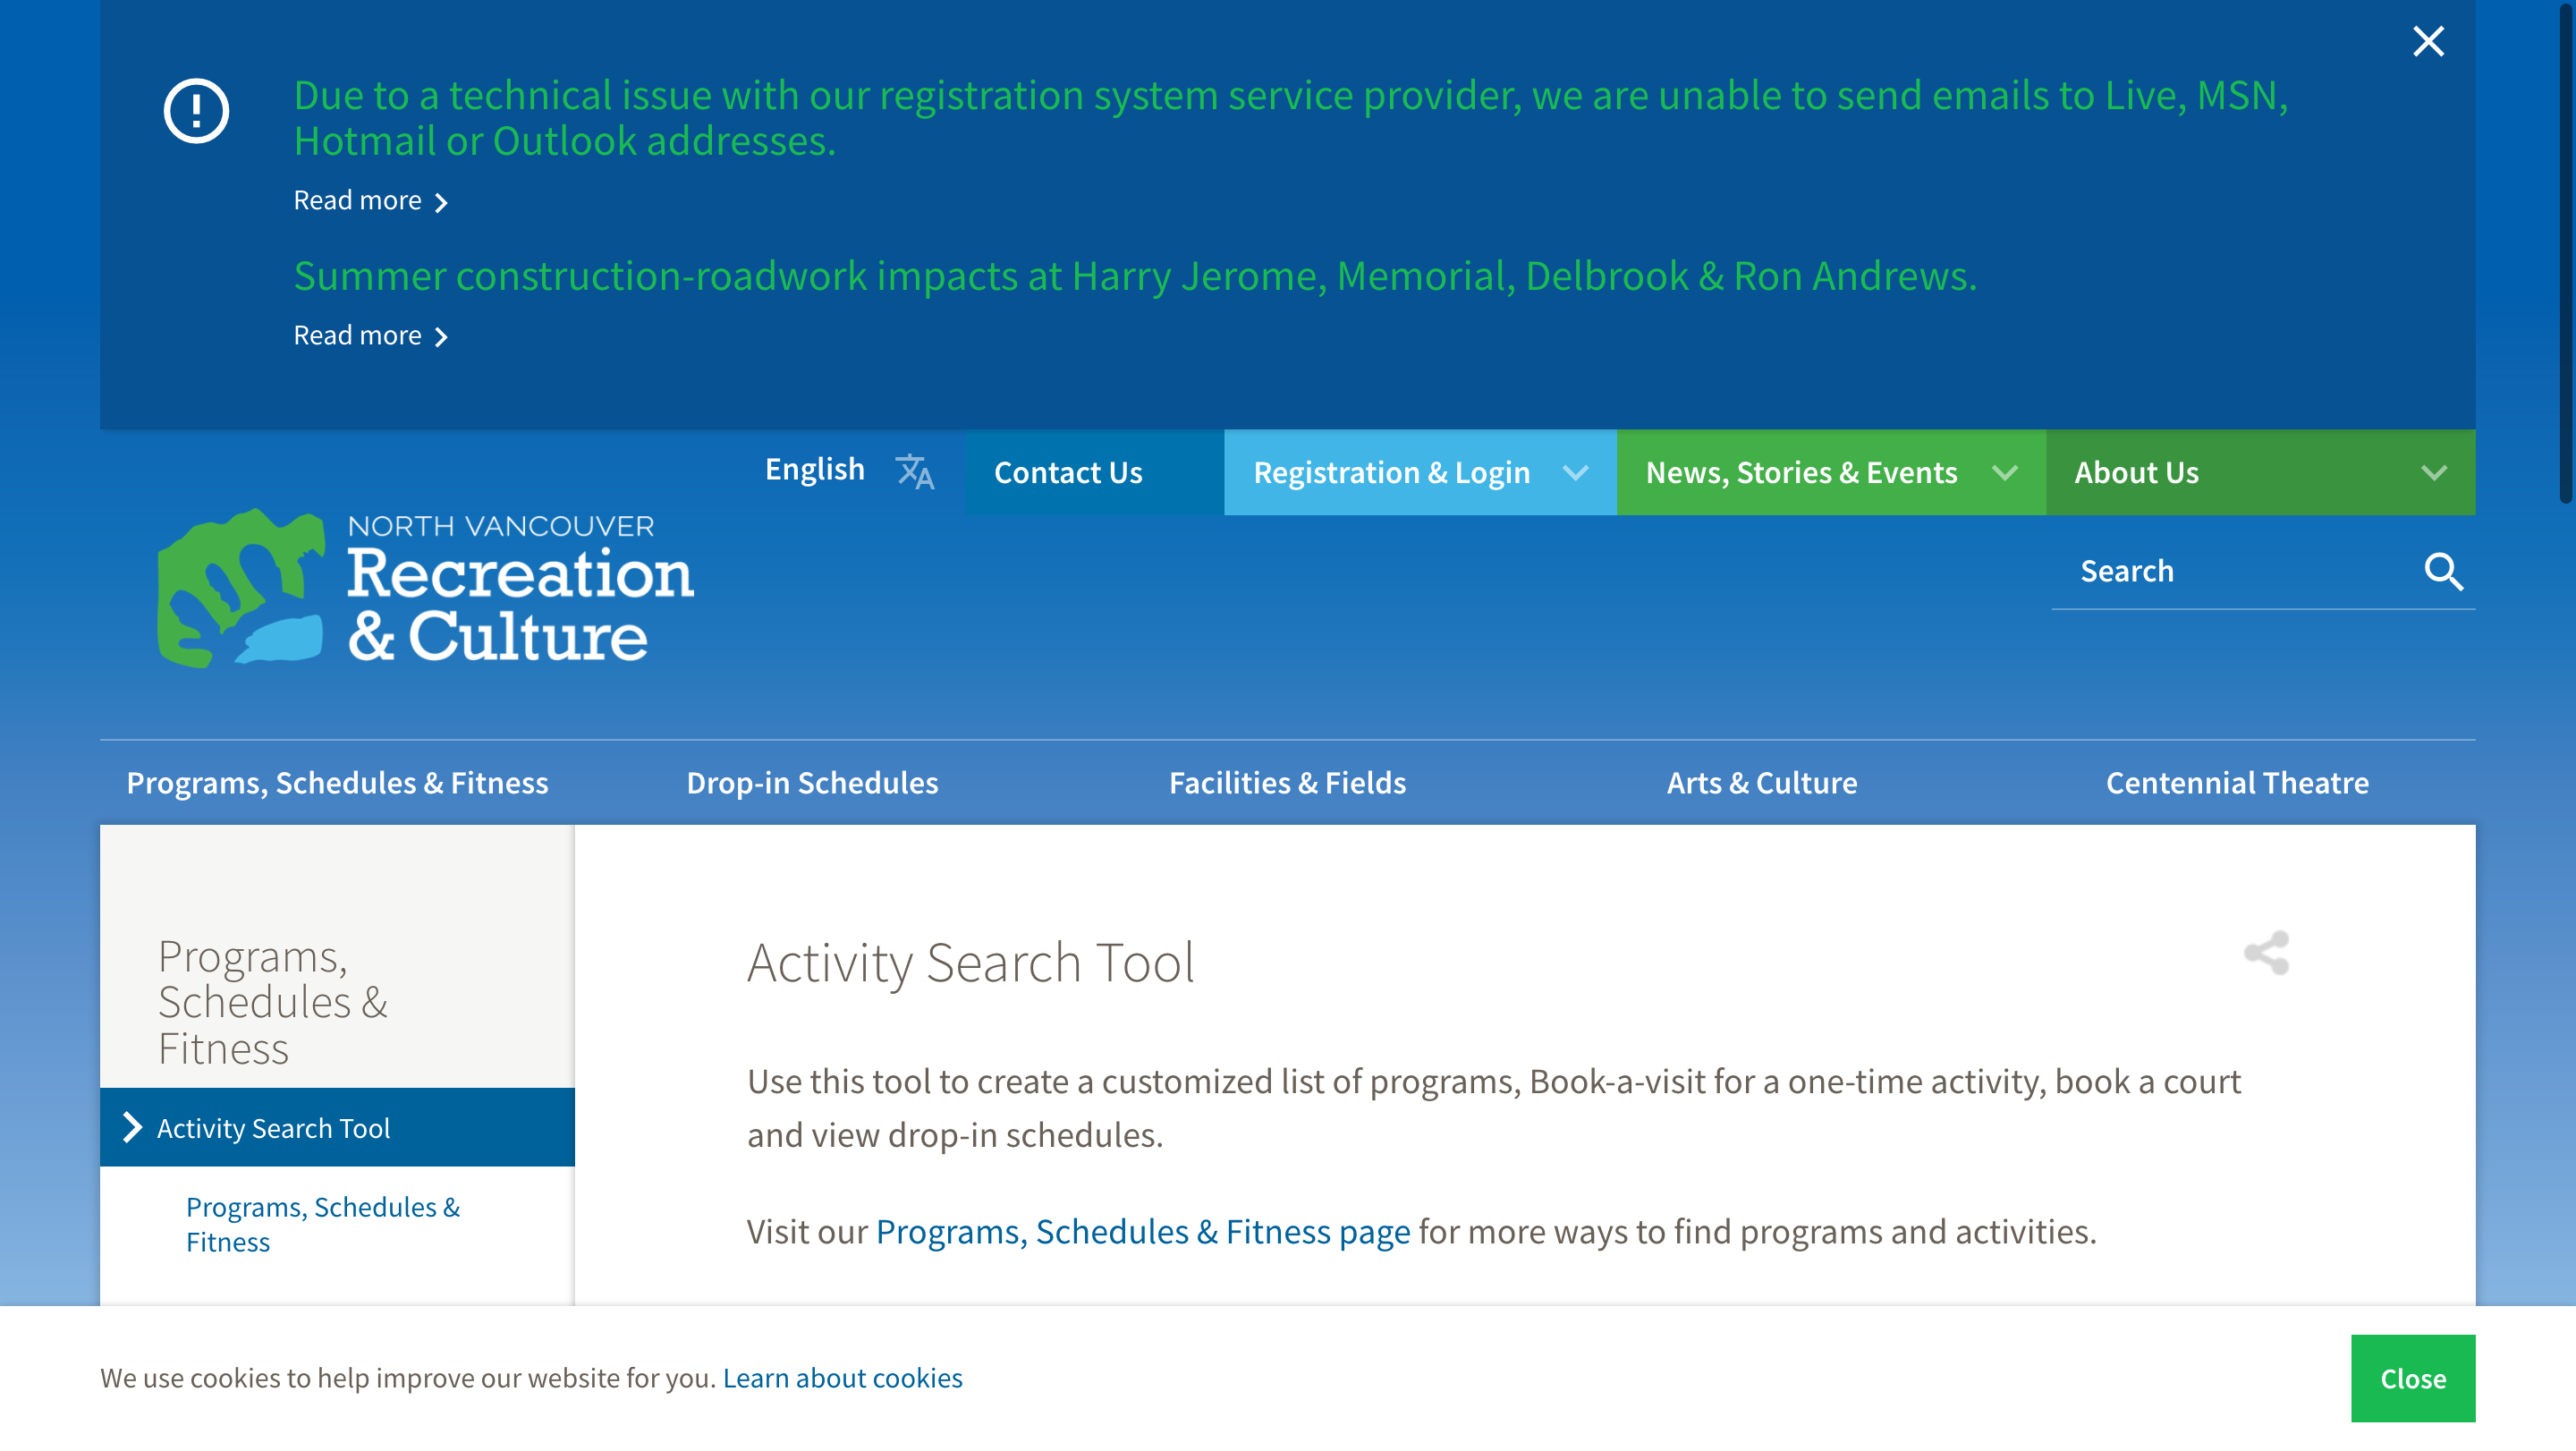 Due to a technical issue with our registration system service provider, we are unable to send emails to Live, MSN,
Hotmail or Outlook addresses.
Read more
Summer construction-roadwork impacts at Harry Jerome, Memorial, Delbrook & Ron Andrews.
Read more
English
Contact Us
Registration & Login
News, Stories & Events
About Us
NORTH VANCOUVER
Recreation
& Culture
Search
Programs, Schedules & Fitness
Drop-in Schedules
Facilities & Fields
Arts & Culture
Centennial Theatre
Programs,
Schedules &
Fitness
Activity Search Tool
Programs, Schedules &
Fitness
Activity Search Tool
Use this tool to create a customized list of programs, Book-a-visit for a one-time activity, book a court
and view drop-in schedules.
Visit our Programs, Schedules & Fitness page for more ways to find programs and activities.
We use cookies to help improve our website for you. Learn about cookies
Close